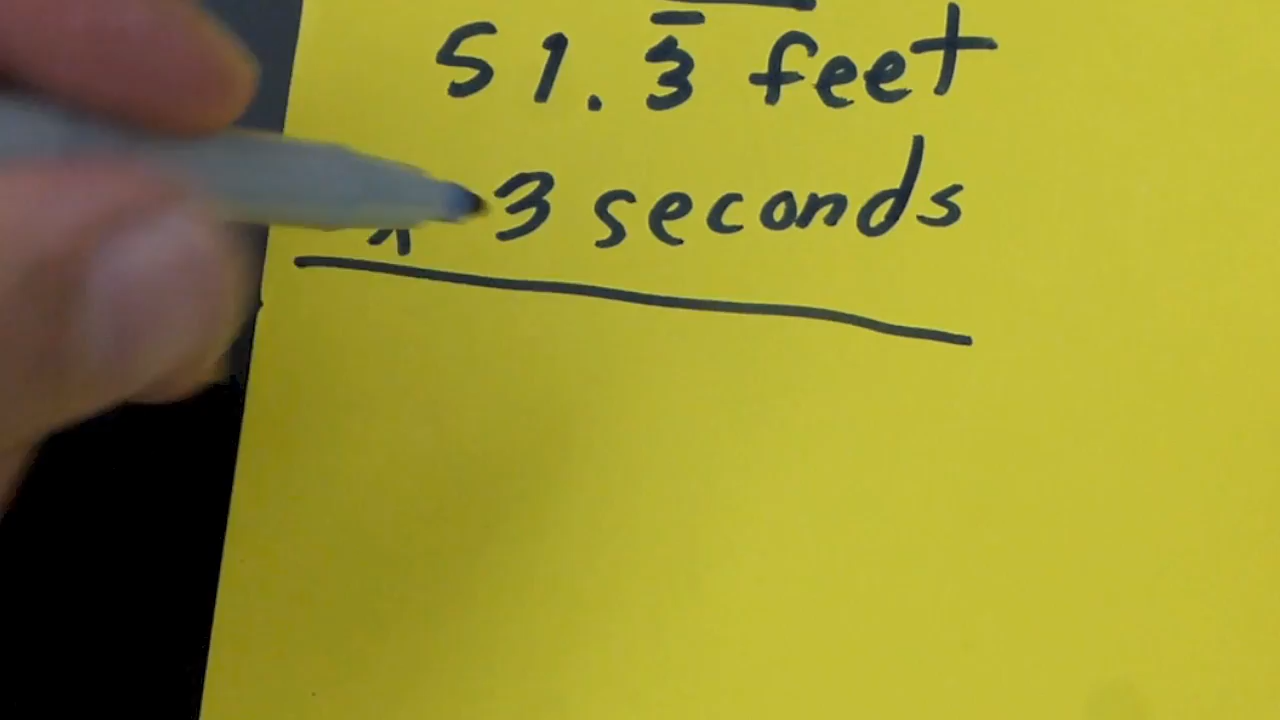 51.3̅ feet
x 3 seconds